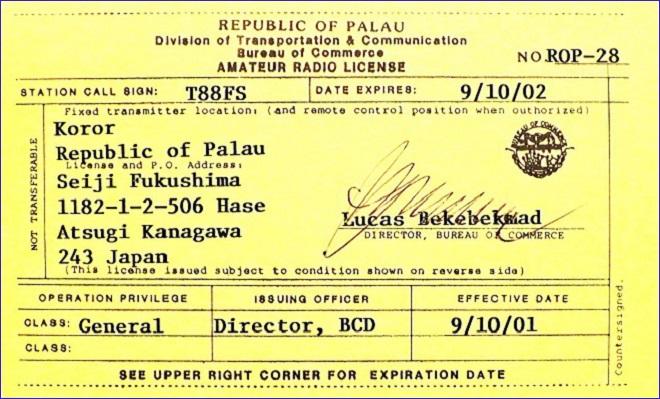 REPUBLIC OF PALAU
Division of Transportation & Communication
Bureau of Commerce
AMATEUR RADIO LICENSE
NO. ROP-28
STATION CALL SIGN: T88FS
DATE EXPIRES: 9/10/02
Fixed transmitter location: (and remote control position when authorized)
Koror
Republic of Palau
License and P.O. Address:
Seiji Fukushima
1182-1-2-506 Hase
Atsugi Kanagawa
243 Japan
(This license issued subject to condition shown on reverse side)
NOT TRANSFERABLE
BUREAU OF COMMERCE
Lucas Bekebekmad
DIRECTOR, BUREAU OF COMMERCE
OPERATION PRIVILEGE ISSUING OFFICER EFFECTIVE DATE
CLASS: General Director, BCD 9/10/01
CLASS:
Countersigned.
SEE UPPER RIGHT CORNER FOR EXPIRATION DATE